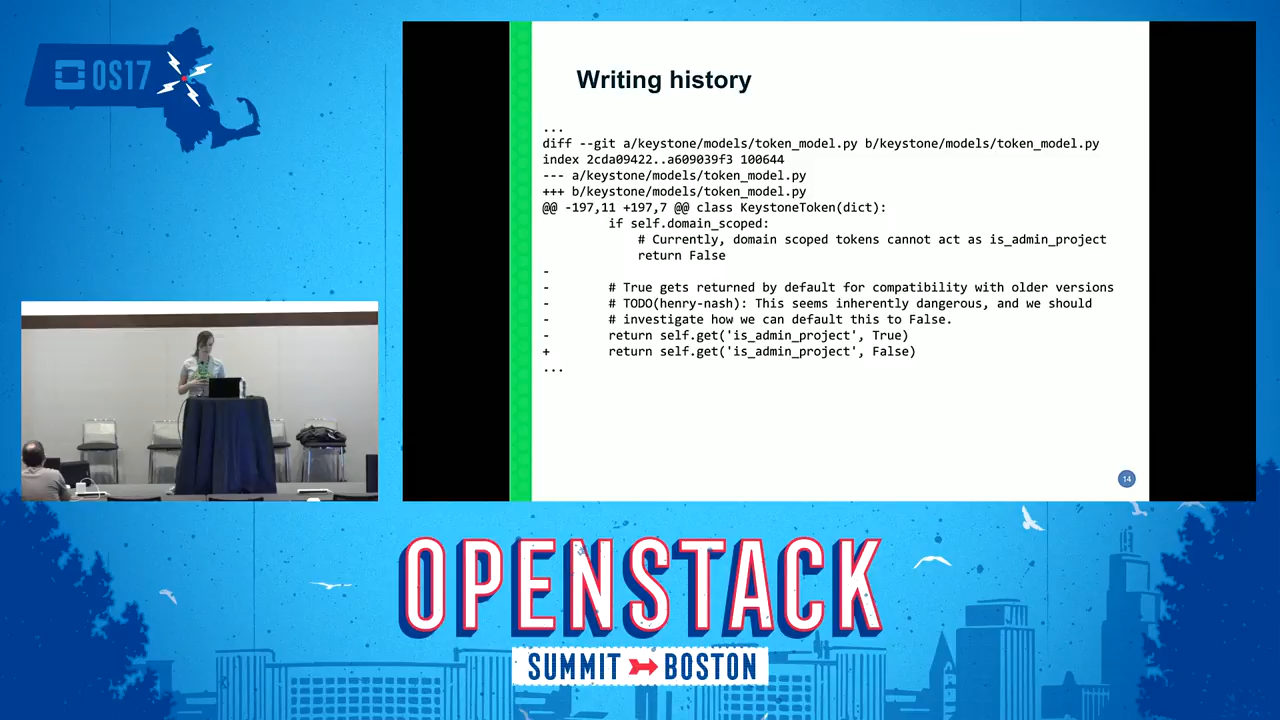 OS17
Writing history
...
diff --git a/keystone/models/token_model.py b/keystone/models/token_model.py
index 2cda09422..a609039f3 100644
--- a/keystone/models/token_model.py
+++ b/keystone/models/token_model.py
@@ -197,11 +197,7 @@ class KeystoneToken(dict):
         if self.domain_scoped:
             # Currently, domain scoped tokens cannot act as is_admin_project
             return False
-
-        # True gets returned by default for compatibility with older versions
-        # TODO(henry-nash): This seems inherently dangerous, and we should
-        # investigate how we can default this to False.
-        return self.get('is_admin_project', True)
+        return self.get('is_admin_project', False)
...
14
OPENSTACK
SUMMIT BOSTON